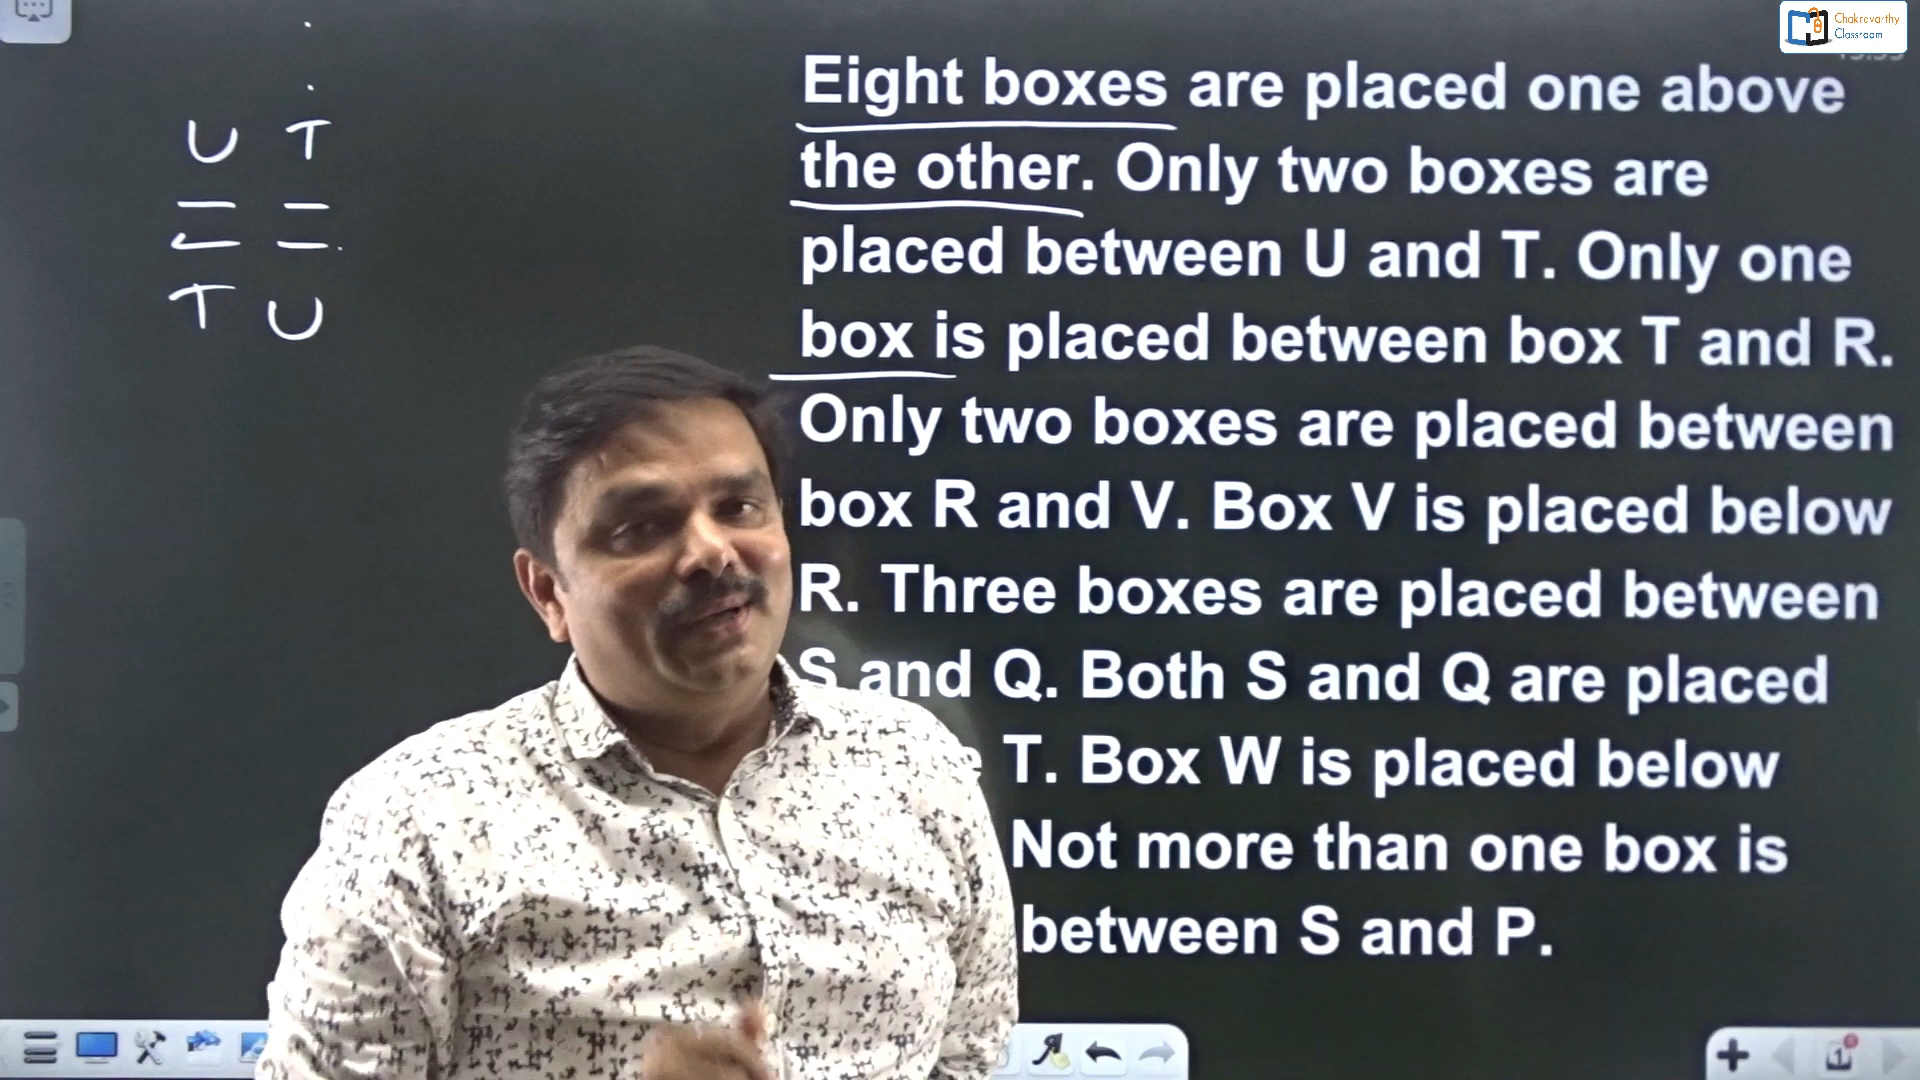 Chakravarthy
Classroom
Eight boxes are placed one above
the other. Only two boxes are
placed between U and T. Only one
box is placed between box T and R.
Only two boxes are placed between
box R and V. Box V is placed below
R. Three boxes are placed between
S and Q. Both S and Q are placed
T. Box W is placed below
Not more than one box is
between S and P.
U T
T U
1